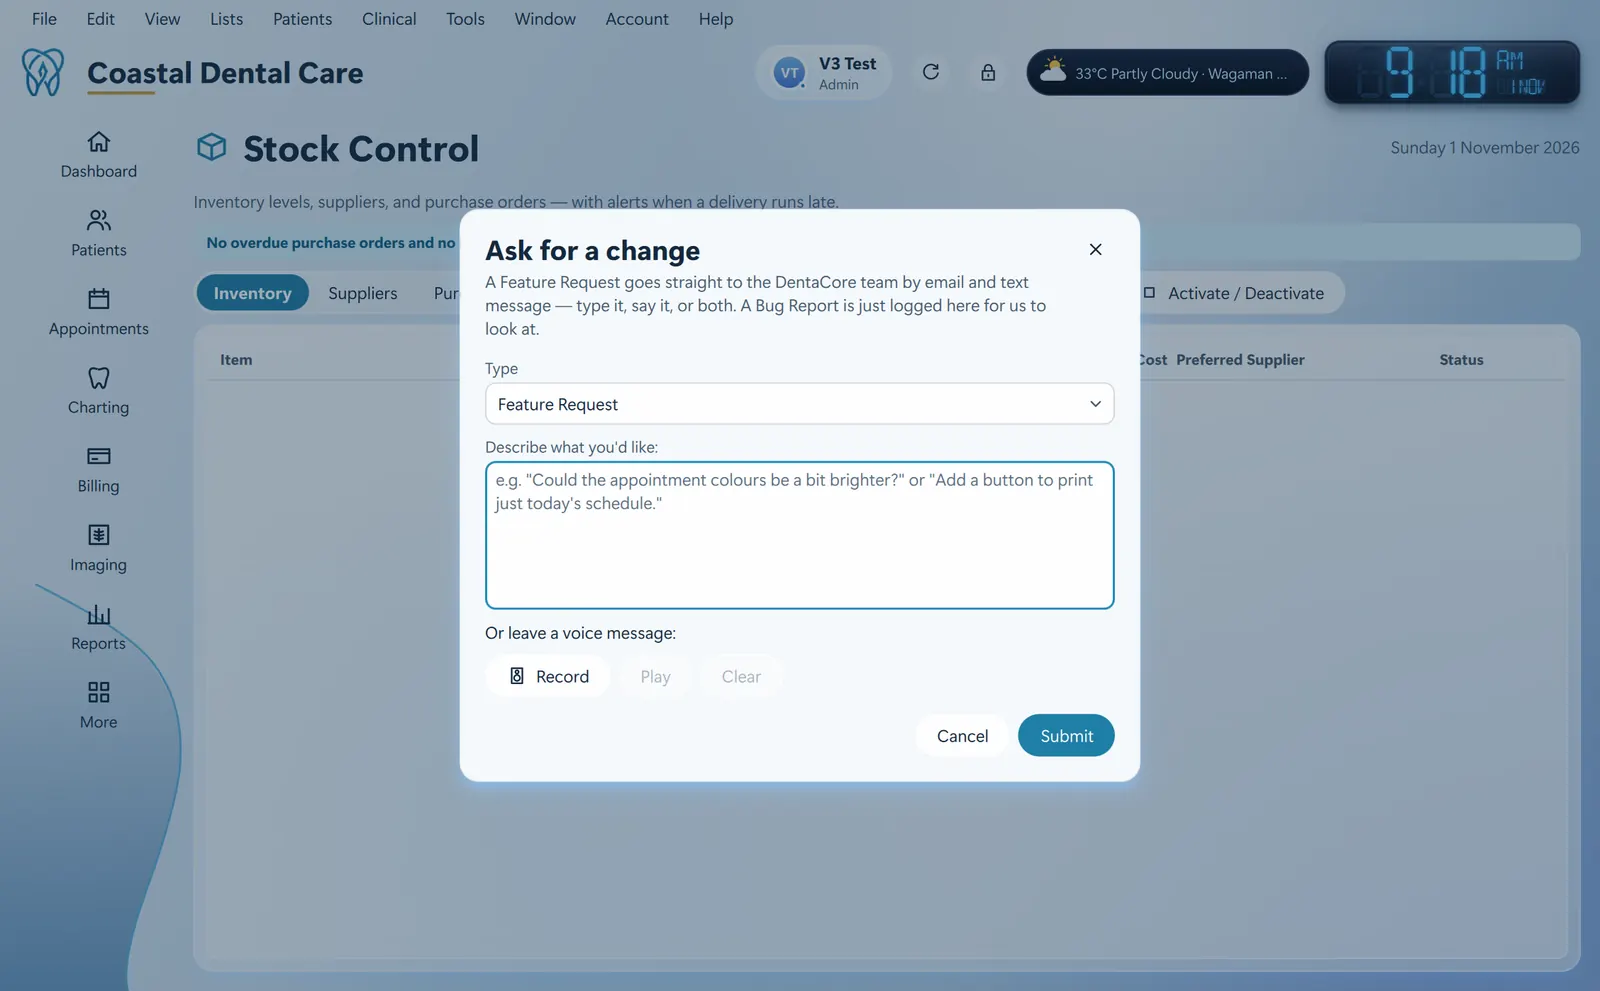 File Edit View Lists Patients Clinical Tools Window Account Help
Coastal Dental Care
VT
V3 Test
Admin
33°C Partly Cloudy · Wagaman ...
9:18 AM
1 NOV
Dashboard
Patients
Appointments
Charting
Billing
Imaging
Reports
More
Stock Control
Sunday 1 November 2026
Inventory levels, suppliers, and purchase orders — with alerts when a delivery runs late.
No overdue purchase orders and no
Inventory Suppliers Pur
Activate / Deactivate
Item
Cost Preferred Supplier Status
Ask for a change
A Feature Request goes straight to the DentaCore team by email and text
message — type it, say it, or both. A Bug Report is just logged here for us to
look at.
Type
Feature Request
Describe what you'd like:
e.g. "Could the appointment colours be a bit brighter?" or "Add a button to print
just today's schedule."
Or leave a voice message:
Record Play Clear
Cancel Submit